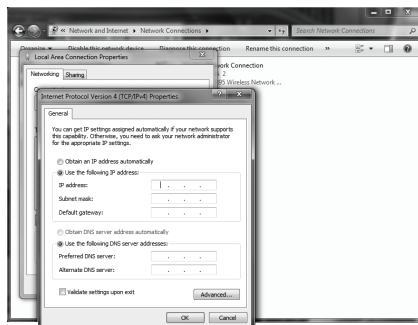 « Network and Internet ▸ Network Connections ▸
Search Network Connections
Organize ▾ Disable this network device Diagnose this connection Rename this connection »
Local Area Connection Properties
work Connection
2
95 Wireless Network ...
Networking Sharing
Internet Protocol Version 4 (TCP/IPv4) Properties
General
You can get IP settings assigned automatically if your network supports
this capability. Otherwise, you need to ask your network administrator
for the appropriate IP settings.
Obtain an IP address automatically
Use the following IP address:
IP address:
Subnet mask:
Default gateway:
Obtain DNS server address automatically
Use the following DNS server addresses:
Preferred DNS server:
Alternate DNS server:
Validate settings upon exit
Advanced...
OK Cancel